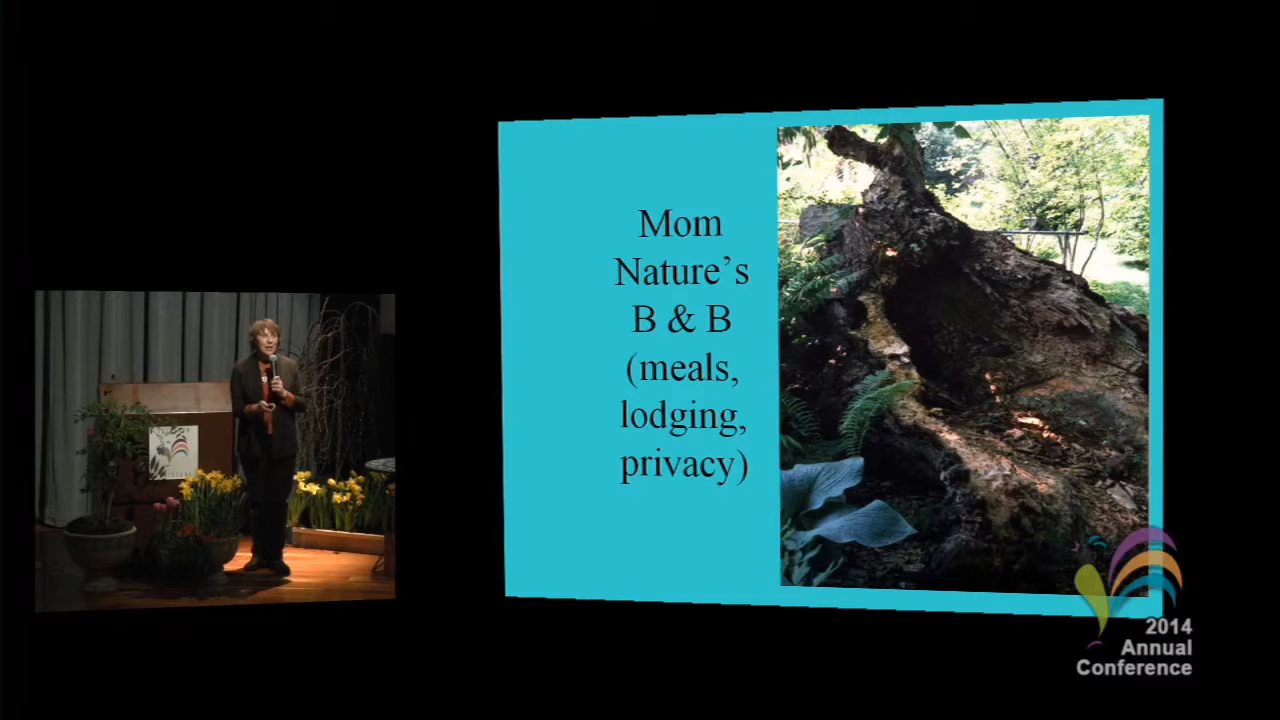 Mom
Nature’s
B & B
(meals,
lodging,
privacy)
2014
Annual
Conference